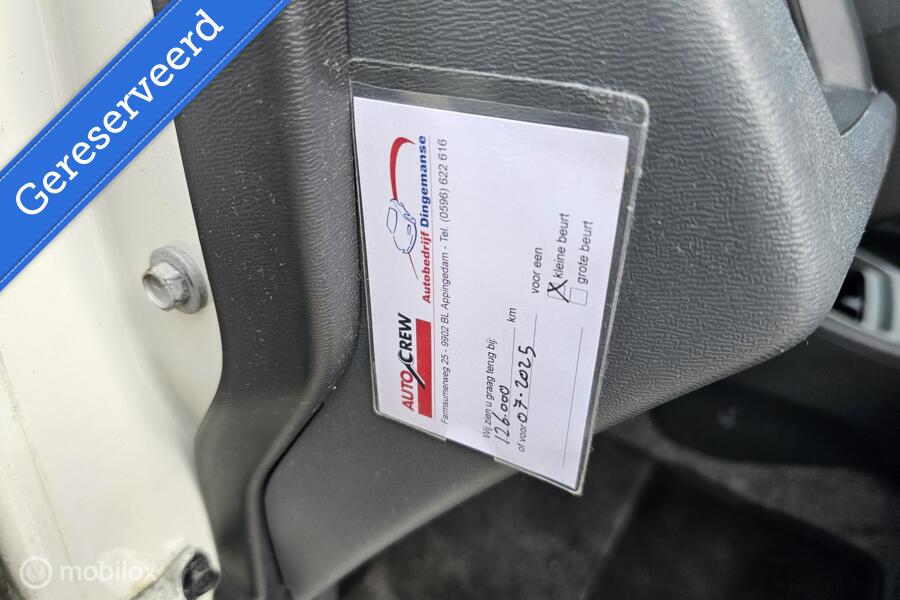 Gereserveerd
AUTO CREW
Autobedrijf Dingemanse
Farmsumerweg 25 - 9902 BL Appingedam - Tel. (0596) 622 616
Wij zien u graag terug bij:
126.000 km
of voor 07-2025 voor een
X kleine beurt
grote beurt
mobilox